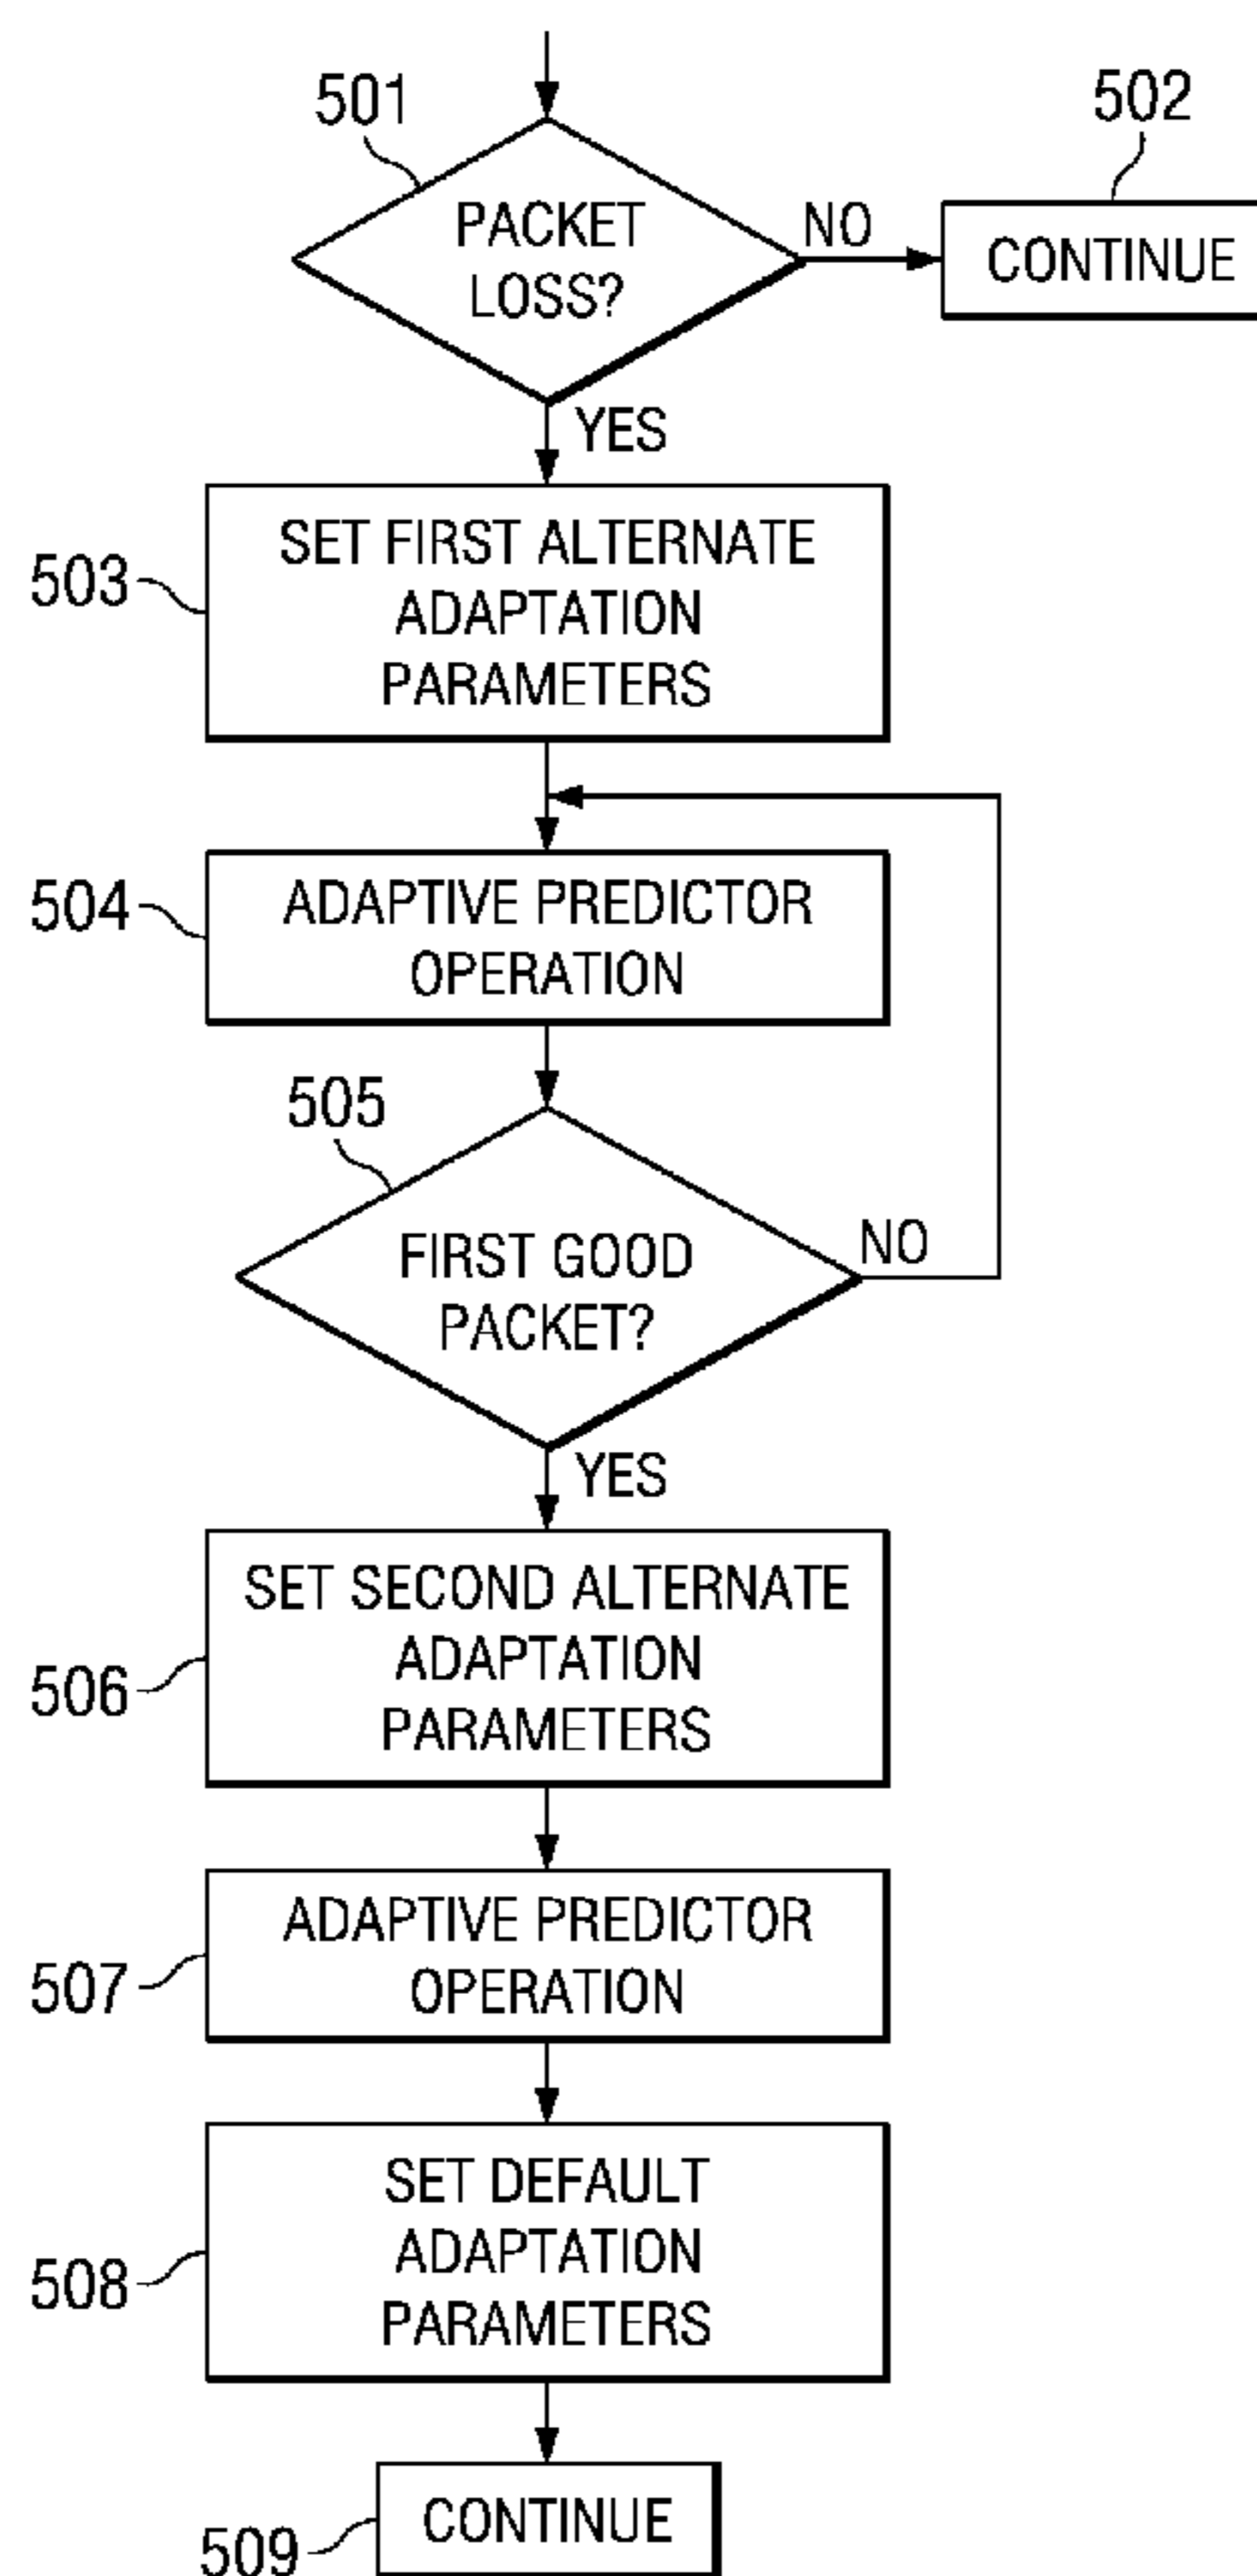 501
502
PACKET
LOSS?
NO
CONTINUE
YES
503
SET FIRST ALTERNATE
ADAPTATION
PARAMETERS
504
ADAPTIVE PREDICTOR
OPERATION
505
FIRST GOOD
PACKET?
NO
YES
506
SET SECOND ALTERNATE
ADAPTATION
PARAMETERS
507
ADAPTIVE PREDICTOR
OPERATION
508
SET DEFAULT
ADAPTATION
PARAMETERS
509
CONTINUE